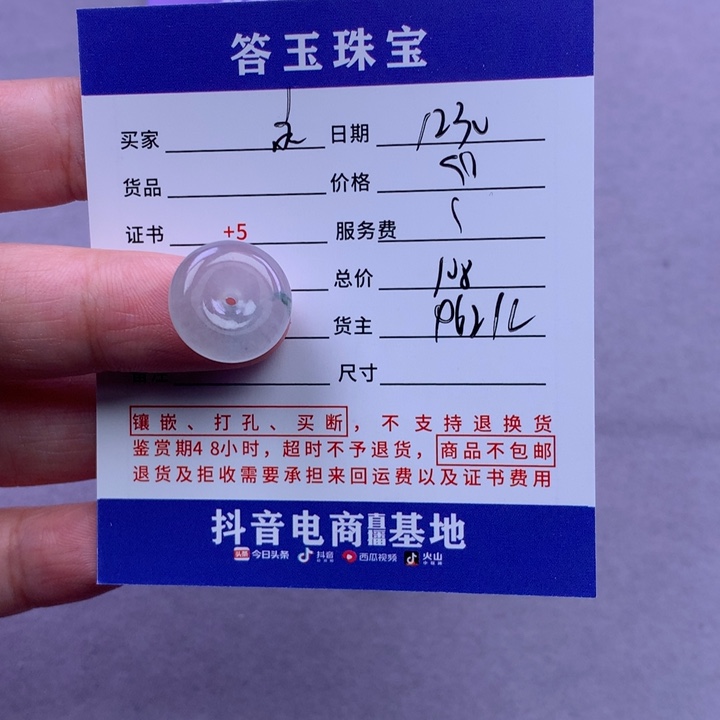 答玉珠宝
买家 日期 1230
货品 价格
证书 +5 服务费 5
总价 108
货主
尺寸
镶嵌、打孔、买断，不支持退换货
鉴赏期48小时，超时不予退货，商品不包邮
退货及拒收需要承担来回运费以及证书费用
抖音电商直播基地
头条 今日头条 抖音 西瓜视频 火山